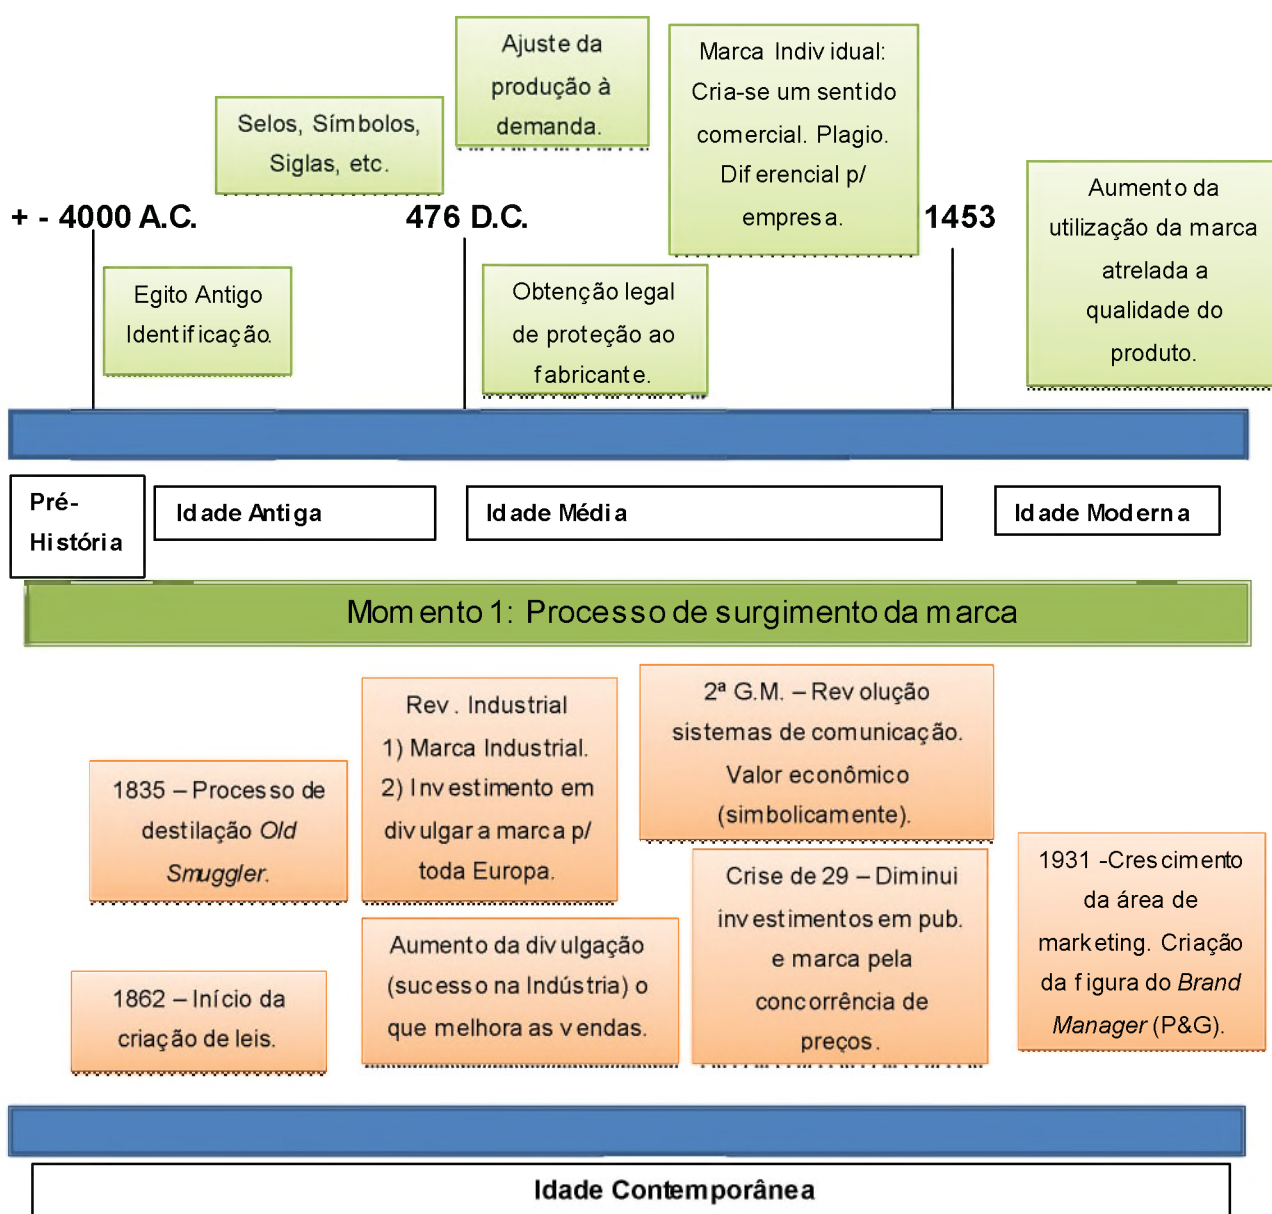 Ajuste da
produção à
demanda.
Marca Individual:
Cria-se um sentido
comercial. Plagio.
Diferencial p/
empresa.
Selos, Símbolos,
Siglas, etc.
Aumento da
utilização da marca
atrelada a
qualidade do
produto.
+ - 4000 A.C.
476 D.C.
1453
Egito Antigo
Identificação.
Obtenção legal
de proteção ao
fabricante.
Pré-
História
Idade Antiga
Idade Média
Idade Moderna
Momento 1: Processo de surgimento da marca
1835 – Processo de
destilação Old
Smuggler.
Rev. Industrial
1) Marca Industrial.
2) Investimento em
divulgar a marca p/
toda Europa.
2ª G.M. – Revolução
sistemas de comunicação.
Valor econômico
(simbolicamente).
1862 – Início da
criação de leis.
Aumento da divulgação
(sucesso na Indústria) o
que melhora as vendas.
Crise de 29 – Diminui
investimentos em pub.
e marca pela
concorrência de
preços.
1931 -Crescimento
da área de
marketing. Criação
da figura do Brand
Manager (P&G).
Idade Contemporânea